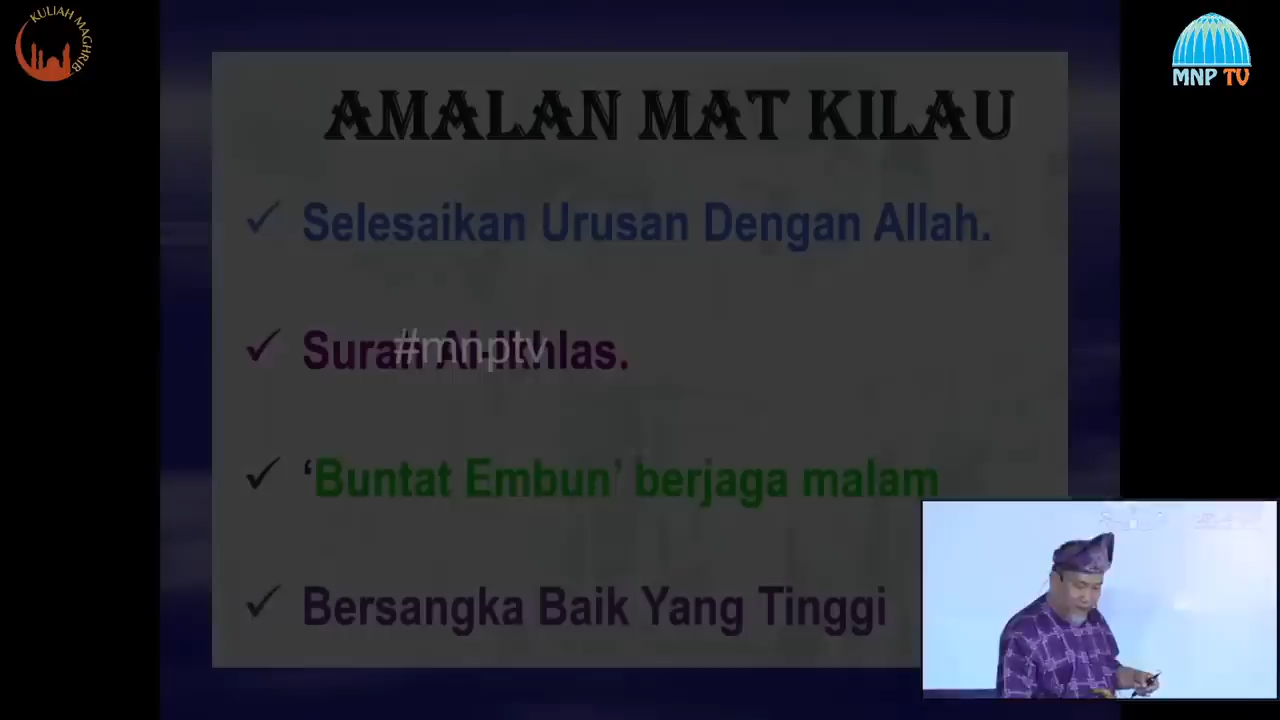 KULIAH MAGHRIB
MNP TV
AMALAN MAT KILAU
✓ Selesaikan Urusan Dengan Allah.
✓ Surah Al-Ikhlas.
#mnptv
✓ ‘Buntat Embun’ berjaga malam
✓ Bersangka Baik Yang Tinggi